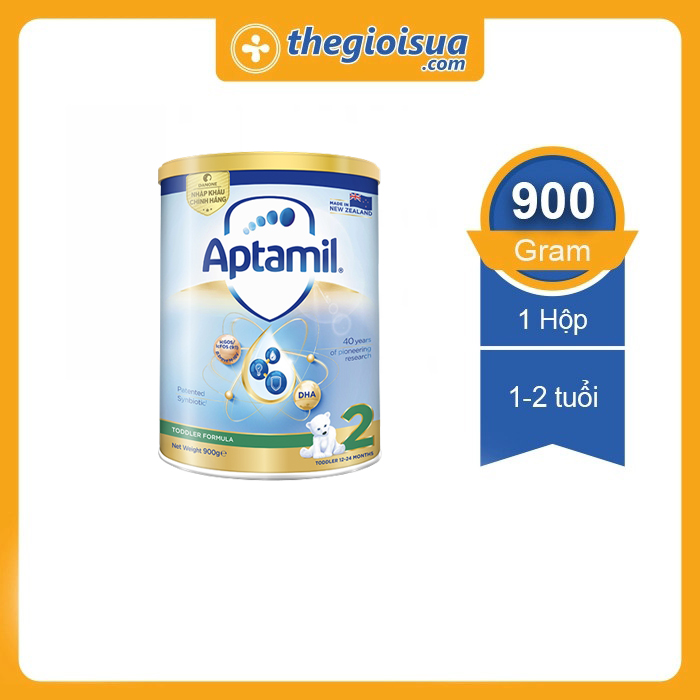 thegioisua
.com
DANONE
NHẬP KHẨU
CHÍNH HÃNG
MADE IN
NEW ZEALAND
Aptamil®
40 years
of pioneering
research
Patented
Synbiotic
DHA
TODDLER FORMULA
Net Weight 900g℮
2
TODDLER 12-24 MONTHS
900
Gram
1 Hộp
1-2 tuổi